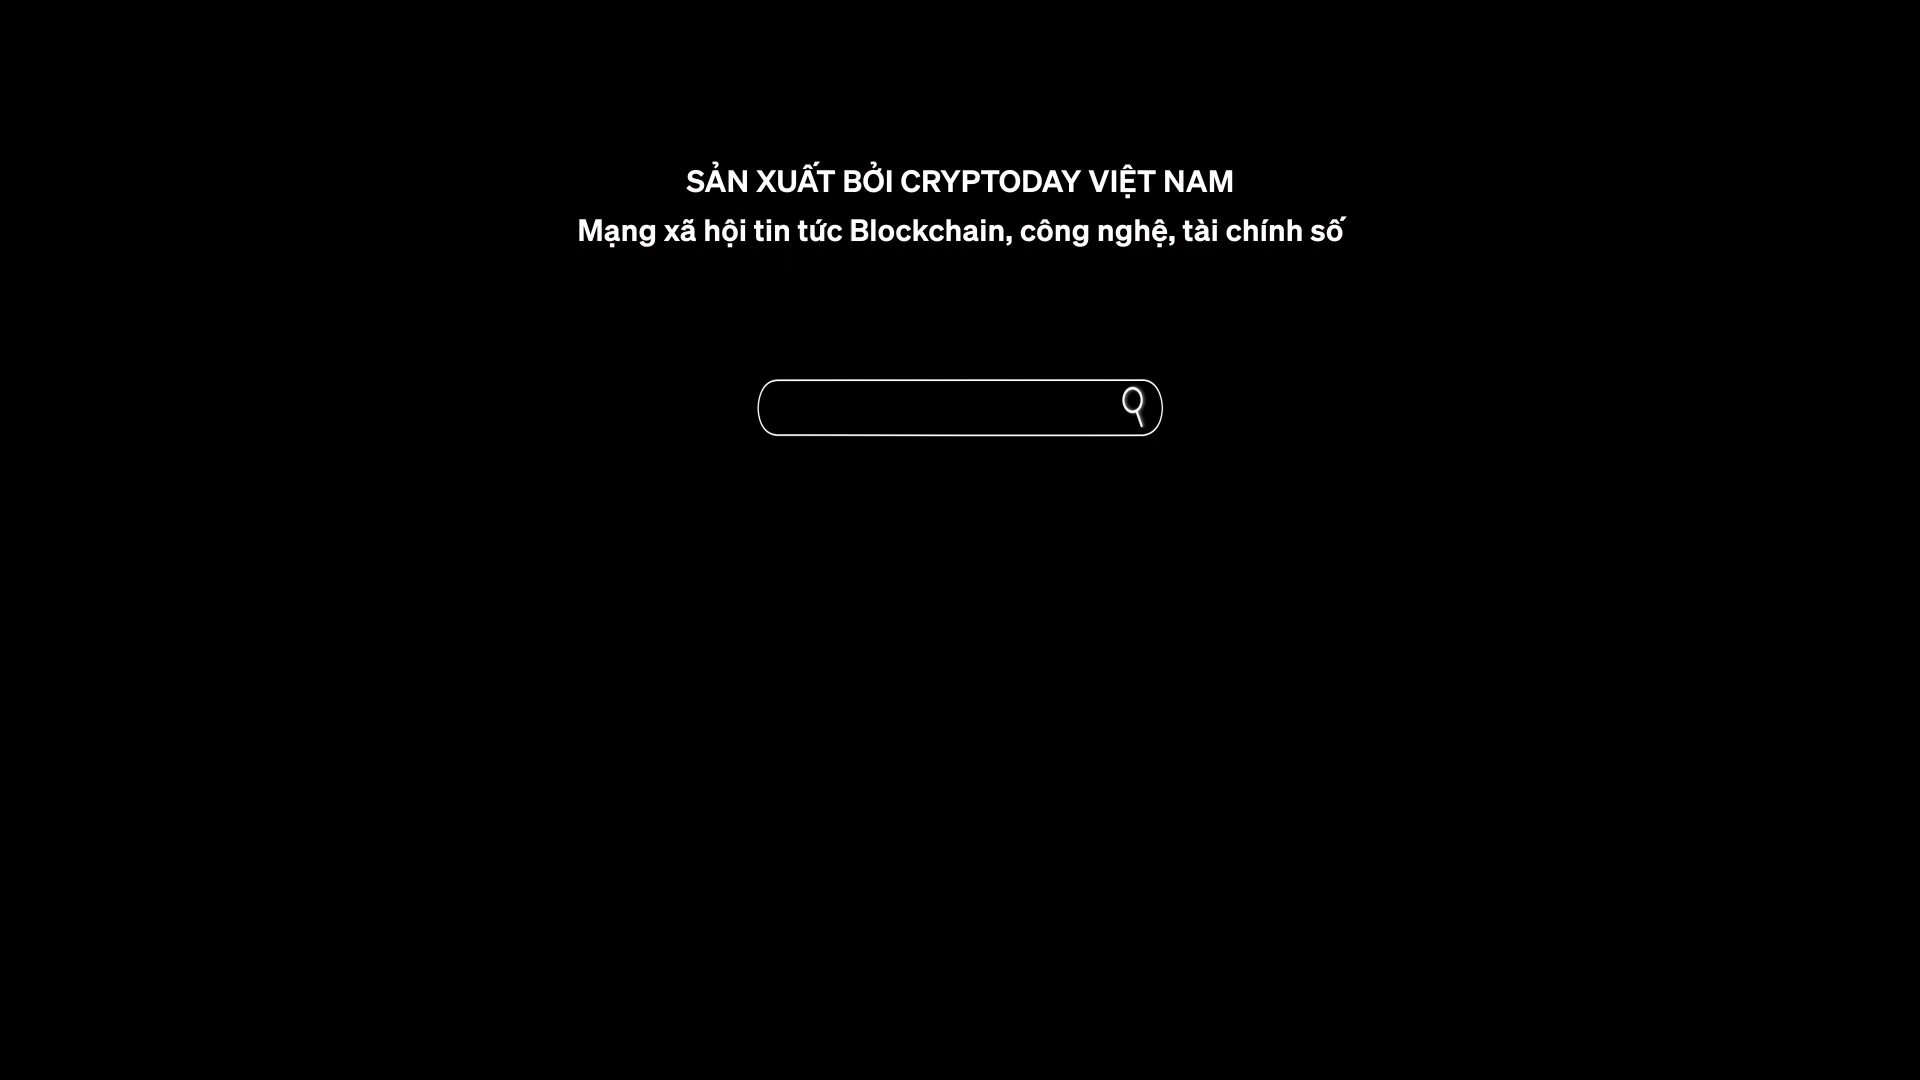 SẢN XUẤT BỞI CRYPTODAY VIỆT NAM
Mạng xã hội tin tức Blockchain, công nghệ, tài chính số